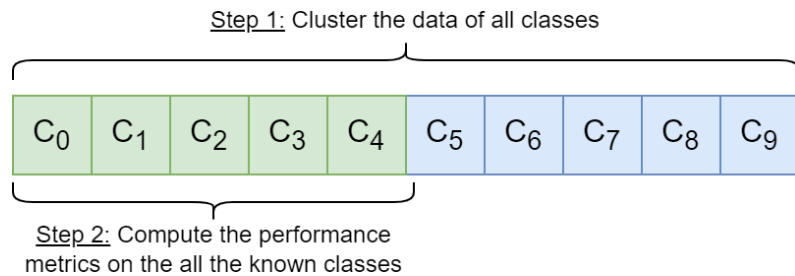 Step 1: Cluster the data of all classes
C₀ C₁ C₂ C₃ C₄ C₅ C₆ C₇ C₈ C₉
Step 2: Compute the performance
metrics on the all the known classes